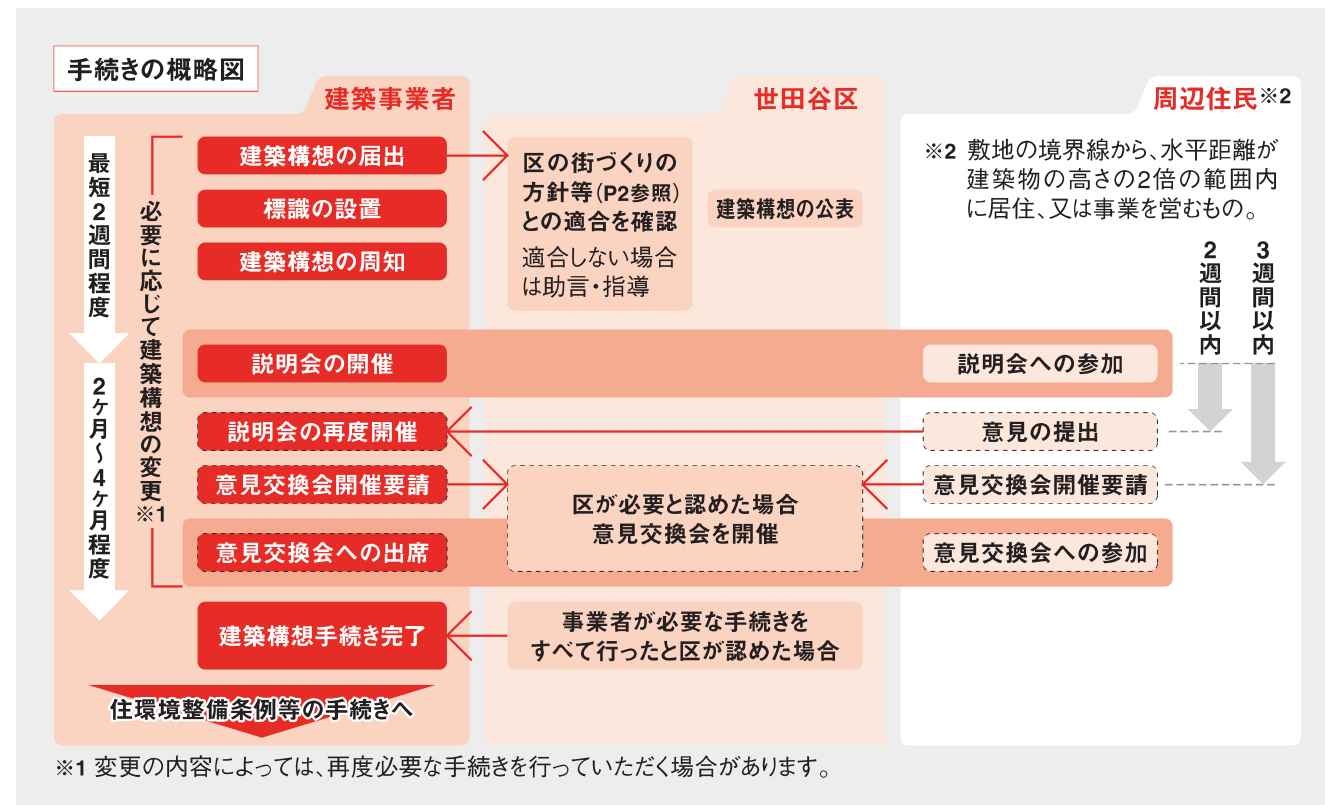 手続きの概略図
建築事業者
世田谷区
周辺住民※2
最短2週間程度
2ヶ月〜4ヶ月程度
必要に応じて建築構想の変更※1
建築構想の届出
標識の設置
建築構想の周知
区の街づくりの
方針等(P2参照)
との適合を確認
適合しない場合
は助言・指導
建築構想の公表
※2 敷地の境界線から、水平距離が
建築物の高さの2倍の範囲内
に居住、又は事業を営むもの。
2週間以内
3週間以内
説明会の開催
説明会への参加
説明会の再度開催
意見の提出
意見交換会開催要請
区が必要と認めた場合
意見交換会を開催
意見交換会開催要請
意見交換会への出席
意見交換会への参加
建築構想手続き完了
事業者が必要な手続きを
すべて行ったと区が認めた場合
住環境整備条例等の手続きへ
※1 変更の内容によっては、再度必要な手続きを行っていただく場合があります。